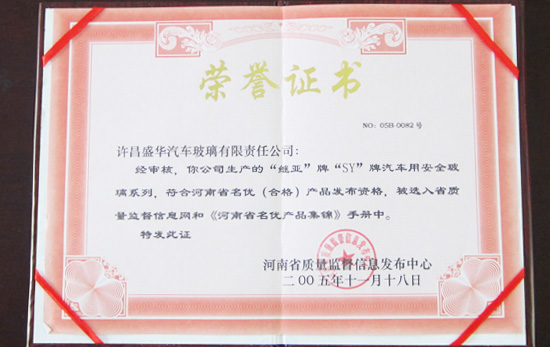 荣誉证书
NO：05H-0082号
许昌盛华汽车玻璃有限责任公司：
经审核，你公司生产的“继亚”牌“SY”牌汽车用安全玻
璃系列，符合河南省名优（合格）产品发布资格，被选入省质
量监督信息网和《河南省名优产品集锦》手册中。
特发此证
河南省质量监督信息发布中心
二00五年十一月十八日